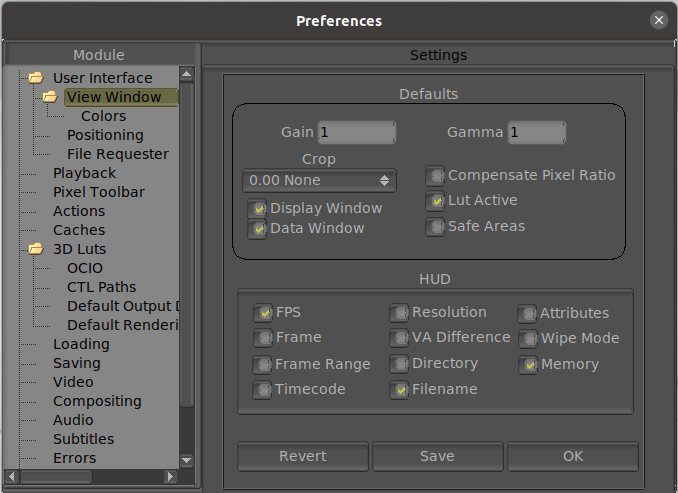 Preferences
Module
User Interface
View Window
Colors
Positioning
File Requester
Playback
Pixel Toolbar
Actions
Caches
3D Luts
OCIO
CTL Paths
Default Output D
Default Renderi
Loading
Saving
Video
Compositing
Audio
Subtitles
Errors
Settings
Defaults
Gain 1 Gamma 1
Crop
0.00 None
Compensate Pixel Ratio
Display Window
Lut Active
Data Window
Safe Areas
HUD
FPS Resolution Attributes
Frame VA Difference Wipe Mode
Frame Range Directory Memory
Timecode Filename
Revert Save OK